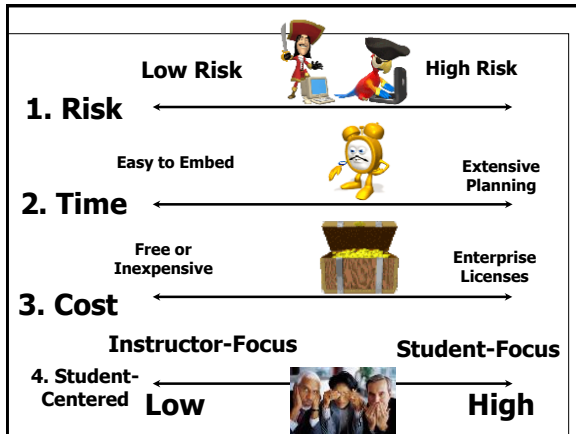 Low Risk
High Risk
1. Risk
Easy to Embed
Extensive
Planning
2. Time
Free or
Inexpensive
Enterprise
Licenses
3. Cost
Instructor-Focus
Student-Focus
4. Student-
Centered
Low
High